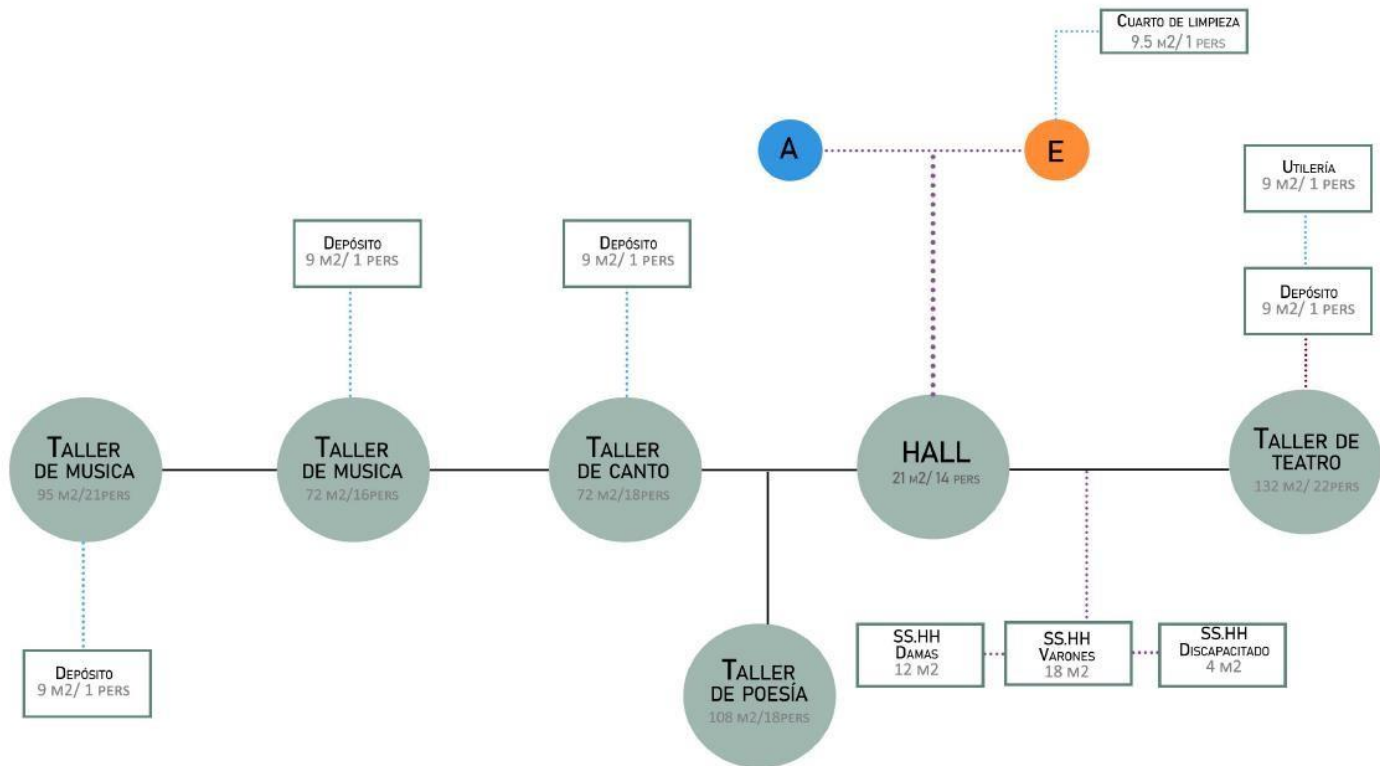 CUARTO DE LIMPIEZA
9.5 M2/ 1 PERS
A
E
UTILERÍA
9 M2/ 1 PERS
DEPÓSITO
9 M2/ 1 PERS
DEPÓSITO
9 M2/ 1 PERS
DEPÓSITO
9 M2/ 1 PERS
TALLER
DE MUSICA
95 M2/21PERS
TALLER
DE MUSICA
72 M2/16PERS
TALLER
DE CANTO
72 M2/18PERS
HALL
21 M2/ 14 PERS
TALLER DE
TEATRO
132 M2/ 22PERS
DEPÓSITO
9 M2/ 1 PERS
TALLER
DE POESÍA
108 M2/18PERS
SS.HH
DAMAS
12 M2
SS.HH
VARONES
18 M2
SS.HH
DISCAPACITADO
4 M2